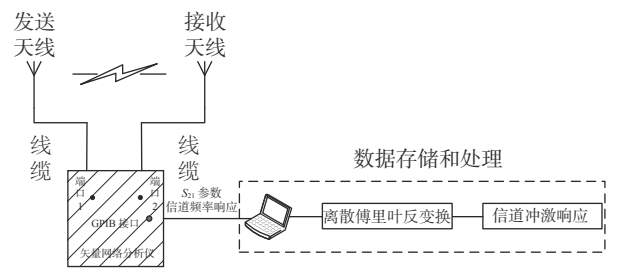 发送
天线
接收
天线
线
缆
线
缆
数据存储和处理
端
口
1
端
口
2
GPIB 接口
矢量网络分析仪
S21 参数
信道频率响应
离散傅里叶反变换
信道冲激响应